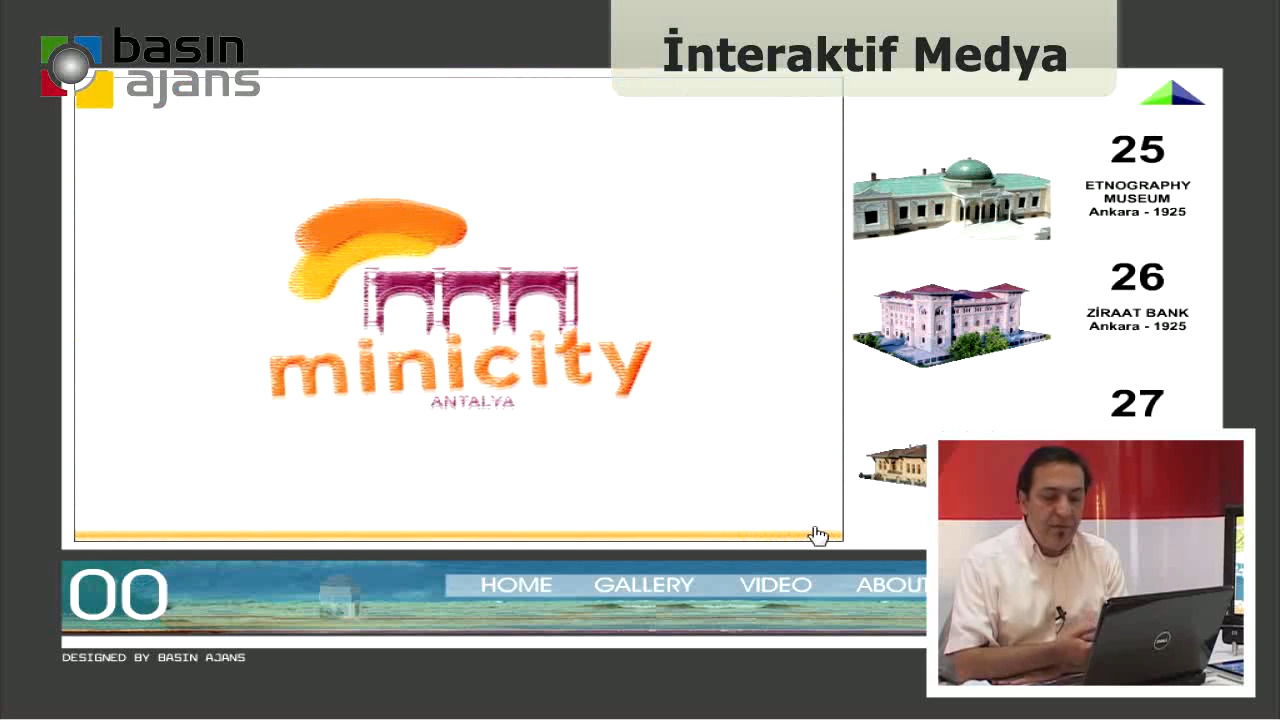 basın
ajans
İnteraktif Medya
25
ETNOGRAPHY
MUSEUM
Ankara - 1925
26
ZİRAAT BANK
Ankara - 1925
27
minicity
ANTALYA
00
HOME
GALLERY
VIDEO
ABOUT
DESIGNED BY BASIN AJANS
DELL